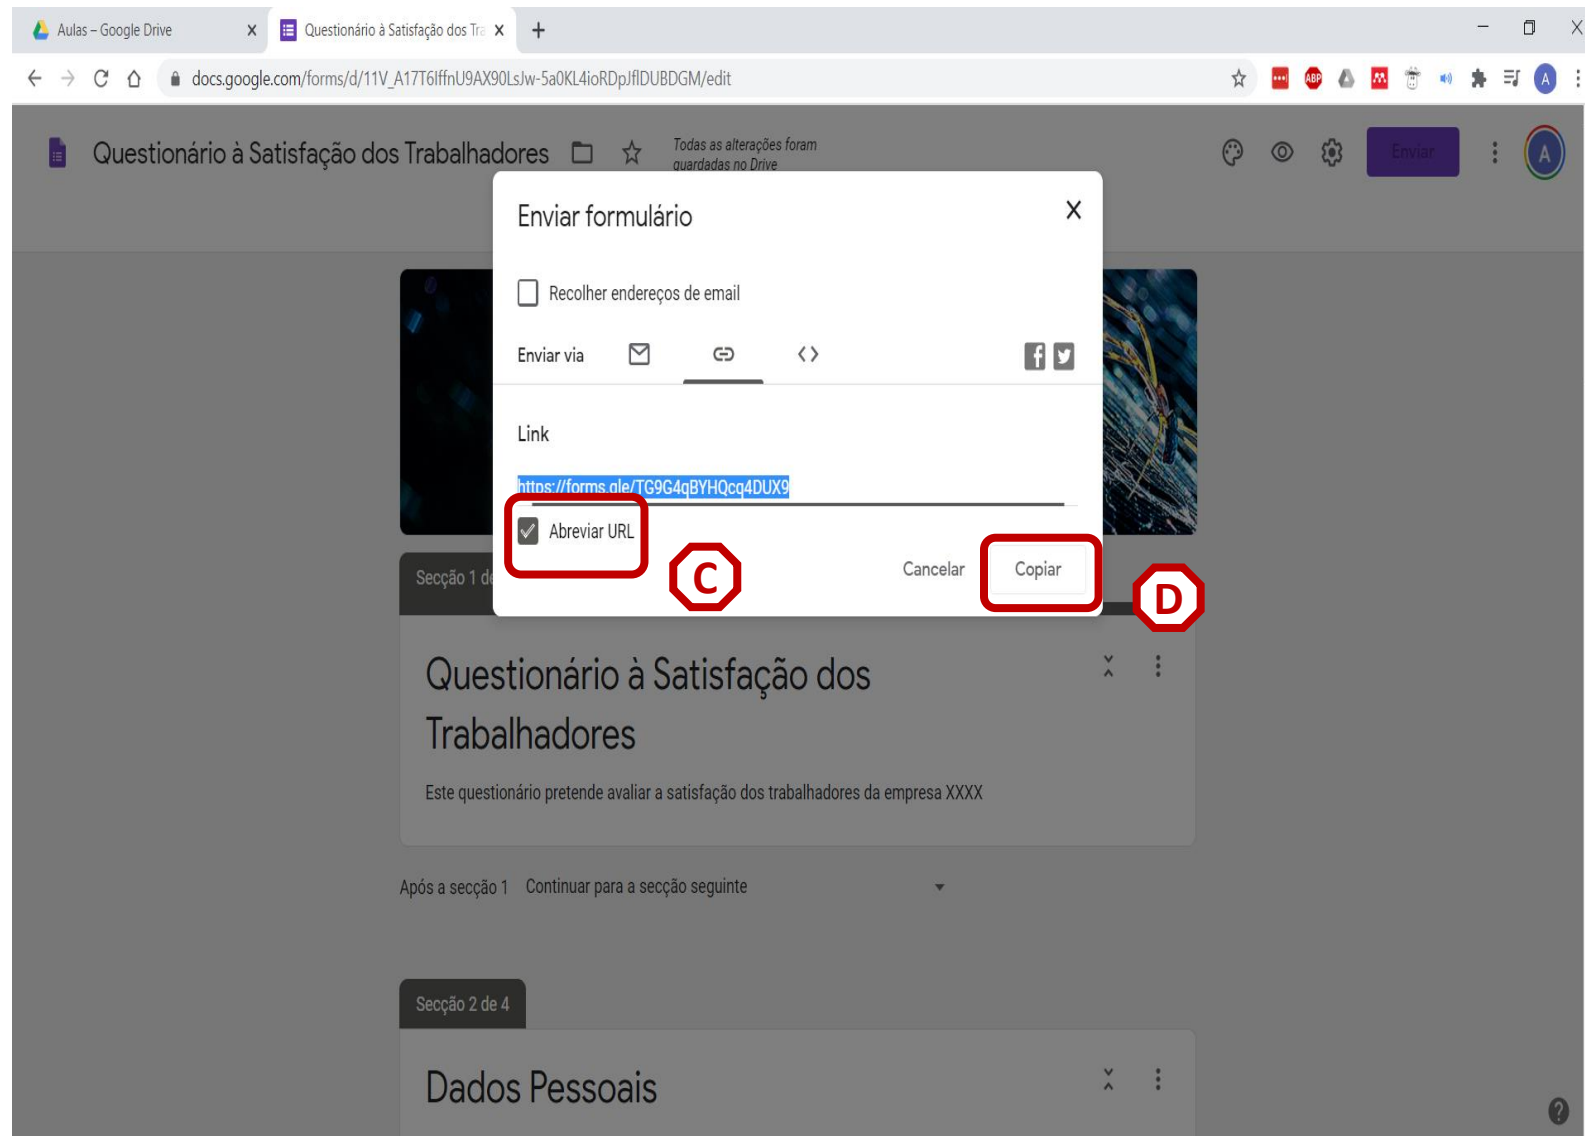 Aulas – Google Drive
Questionário à Satisfação dos Tra
docs.google.com/forms/d/11V_A17T6IffnU9AX90LsJw-5a0KL4ioRDpJflDUBDGM/edit
ABP
A
Questionário à Satisfação dos Trabalhadores
Todas as alterações foram
guardadas no Drive
Enviar
A
Enviar formulário
Recolher endereços de email
Enviar via
Link
https://forms.gle/TG9G4qBYHQcq4DUX9
Abreviar URL
C
Cancelar
Copiar
D
Secção 1 de
Questionário à Satisfação dos
Trabalhadores
Este questionário pretende avaliar a satisfação dos trabalhadores da empresa XXXX
Após a secção 1 Continuar para a secção seguinte
Secção 2 de 4
Dados Pessoais